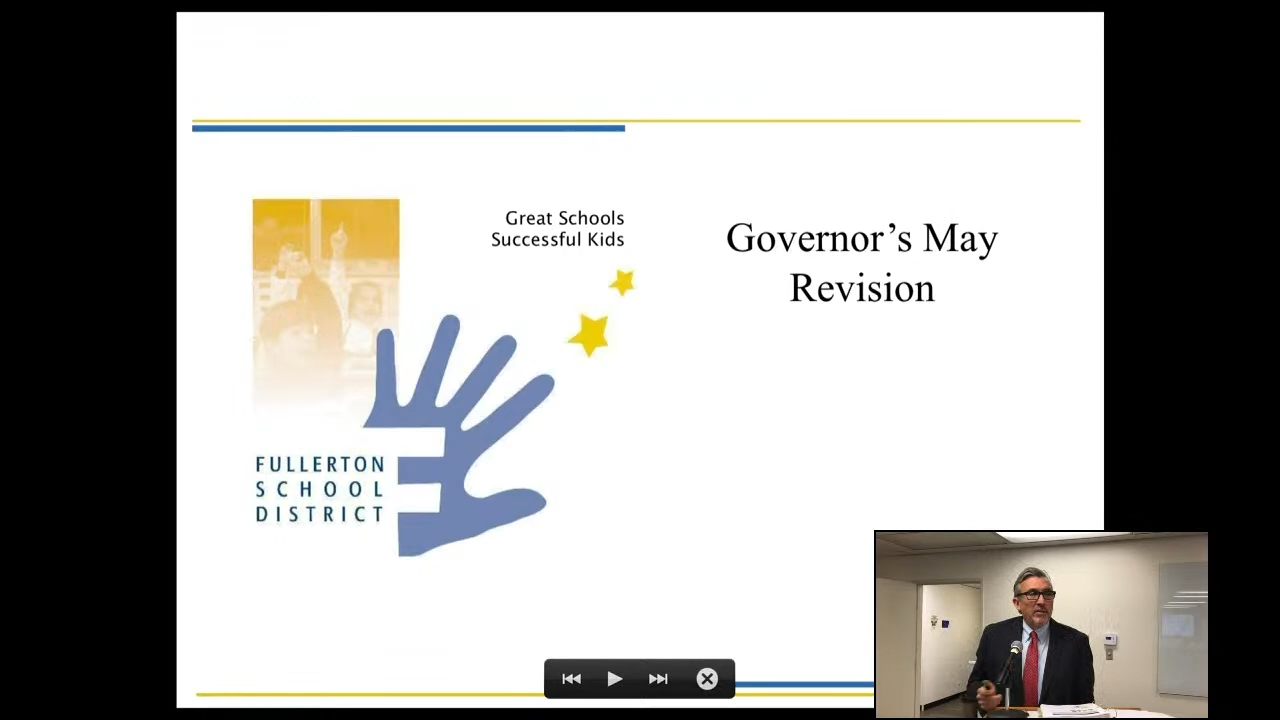 Great Schools
Successful Kids
Governor’s May
Revision
FULLERTON
SCHOOL
DISTRICT